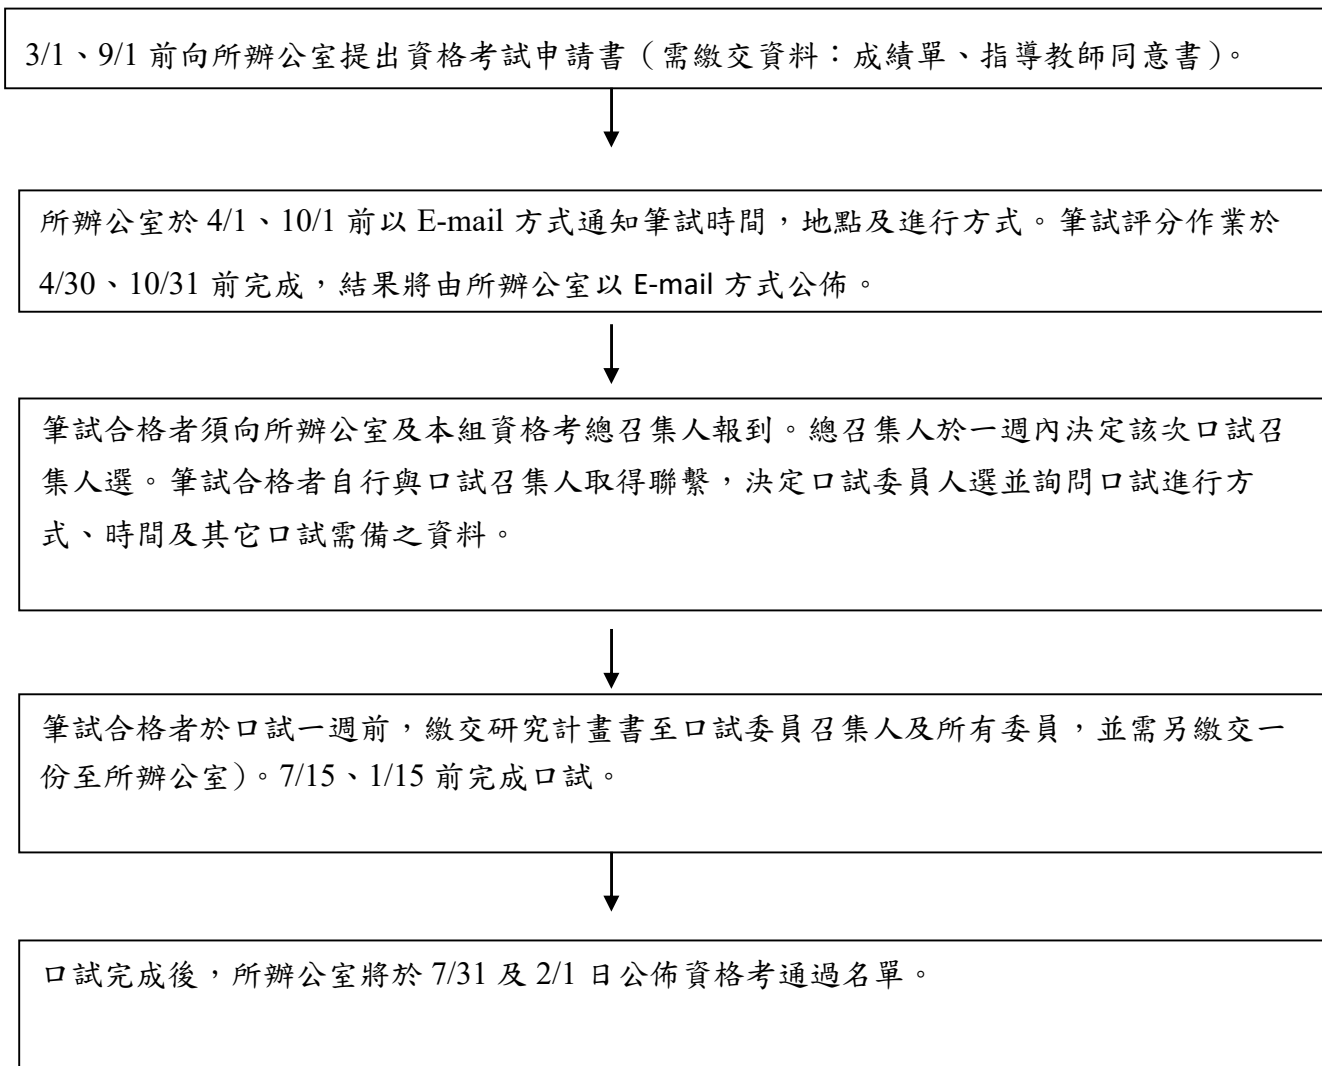 3/1、9/1 前向所辦公室提出資格考試申請書（需繳交資料：成績單、指導教師同意書）。
所辦公室於 4/1、10/1 前以 E-mail 方式通知筆試時間，地點及進行方式。筆試評分作業於
4/30、10/31 前完成，結果將由所辦公室以 E-mail 方式公佈。
筆試合格者須向所辦公室及本組資格考總召集人報到。總召集人於一週內決定該次口試召
集人選。筆試合格者自行與口試召集人取得聯繫，決定口試委員人選並詢問口試進行方
式、時間及其它口試需備之資料。
筆試合格者於口試一週前，繳交研究計畫書至口試委員召集人及所有委員，並需另繳交一
份至所辦公室）。7/15、1/15 前完成口試。
口試完成後，所辦公室將於 7/31 及 2/1 日公佈資格考通過名單。